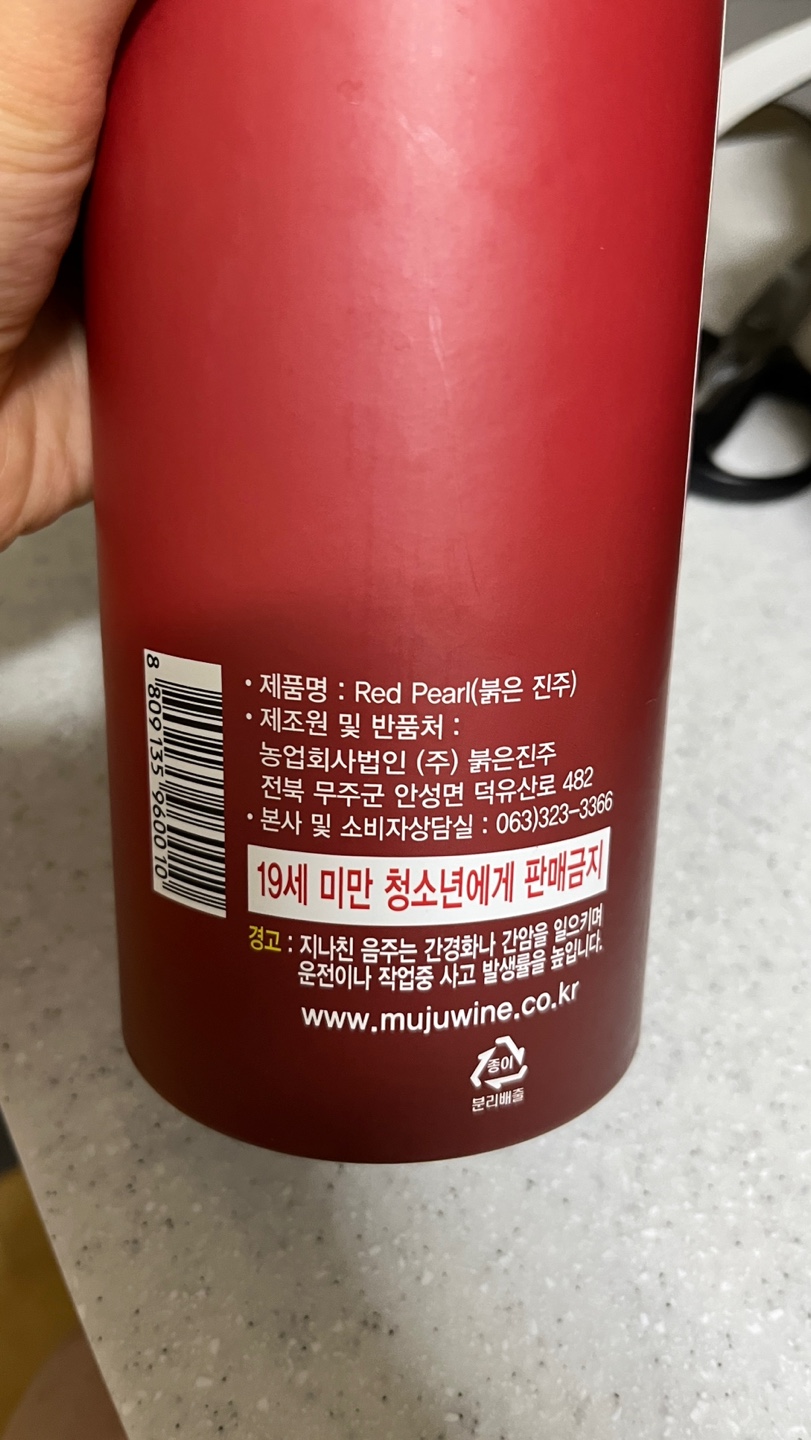 8 809135 960010
• 제품명 : Red Pearl(붉은 진주)
• 제조원 및 반품처 :
농업회사법인 (주) 붉은진주
전북 무주군 안성면 덕유산로 482
• 본사 및 소비자상담실 : 063)323-3366
19세 미만 청소년에게 판매금지
경고 : 지나친 음주는 간경화나 간암을 일으키며
운전이나 작업중 사고 발생률을 높입니다.
www.mujuwine.co.kr
종이
분리배출